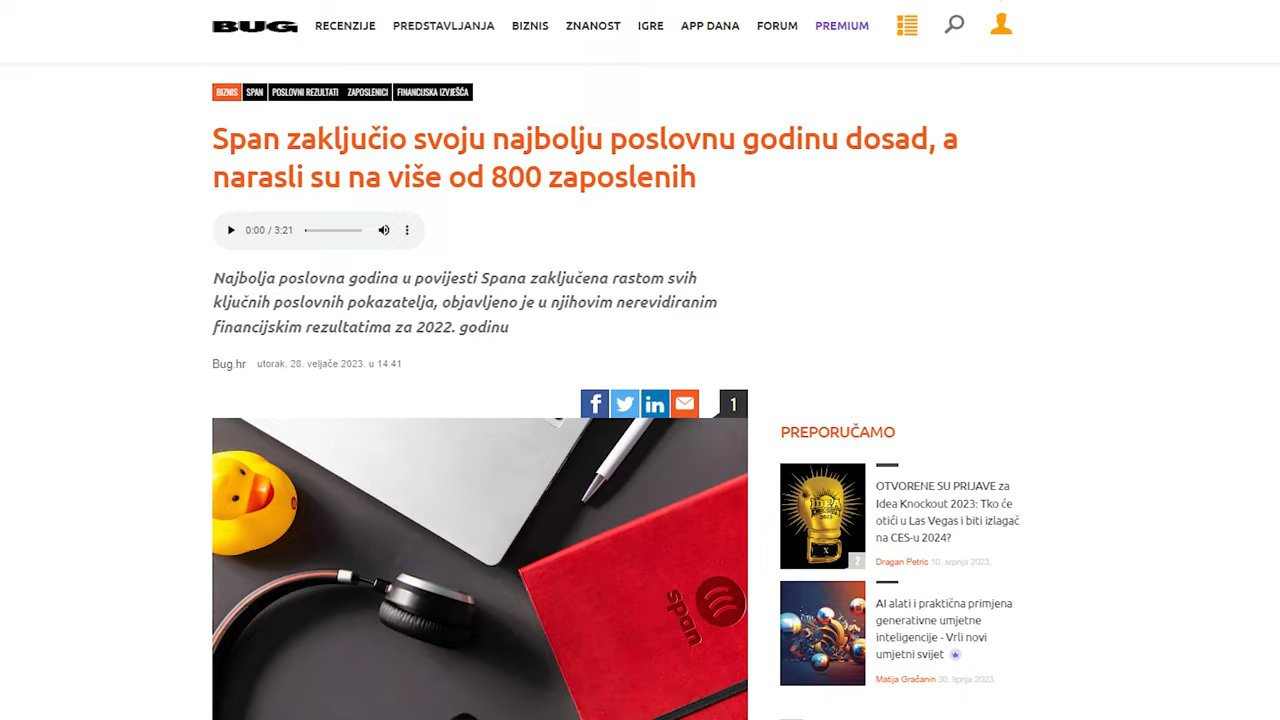 BUG RECENZIJE PREDSTAVLJANJA BIZNIS ZNANOST IGRE APP DANA FORUM PREMIUM
BIZNIS SPAN POSLOVNI REZULTATI ZAPOSLENICI FINANCIJSKA IZVJEŠĆA
Span zaključio svoju najbolju poslovnu godinu dosad, a
narasli su na više od 800 zaposlenih
0:00 / 3:21
Najbolja poslovna godina u povijesti Spana zaključena rastom svih
ključnih poslovnih pokazatelja, objavljeno je u njihovim nerevidiranim
financijskim rezultatima za 2022. godinu
Bug.hr utorak, 28. veljače 2023. u 14:41
1
span
PREPORUČAMO
IDEA
KNOCKOUT
2023
X
2
OTVORENE SU PRIJAVE za
Idea Knockout 2023: Tko će
otići u Las Vegas i biti izlagač
na CES-u 2024?
Dragan Petric 10. srpnja 2023.
AI alati i praktična primjena
generativne umjetne
inteligencije - Vrli novi
umjetni svijet
Matija Gračanin 30. lipnja 2023.